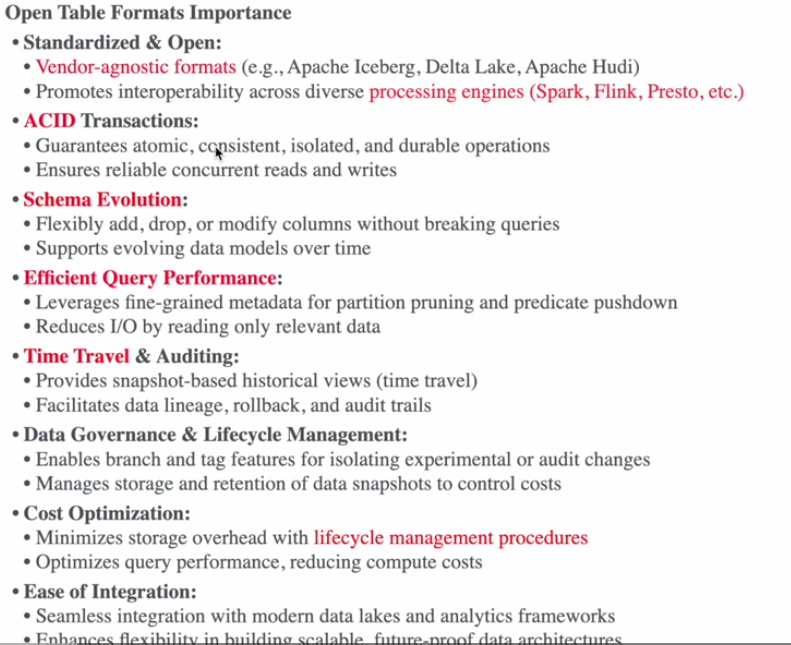 Open Table Formats Importance
• Standardized & Open:
• Vendor-agnostic formats (e.g., Apache Iceberg, Delta Lake, Apache Hudi)
• Promotes interoperability across diverse processing engines (Spark, Flink, Presto, etc.)
• ACID Transactions:
• Guarantees atomic, consistent, isolated, and durable operations
• Ensures reliable concurrent reads and writes
• Schema Evolution:
• Flexibly add, drop, or modify columns without breaking queries
• Supports evolving data models over time
• Efficient Query Performance:
• Leverages fine-grained metadata for partition pruning and predicate pushdown
• Reduces I/O by reading only relevant data
• Time Travel & Auditing:
• Provides snapshot-based historical views (time travel)
• Facilitates data lineage, rollback, and audit trails
• Data Governance & Lifecycle Management:
• Enables branch and tag features for isolating experimental or audit changes
• Manages storage and retention of data snapshots to control costs
• Cost Optimization:
• Minimizes storage overhead with lifecycle management procedures
• Optimizes query performance, reducing compute costs
• Ease of Integration:
• Seamless integration with modern data lakes and analytics frameworks
• Enhances flexibility in building scalable, future-proof data architectures